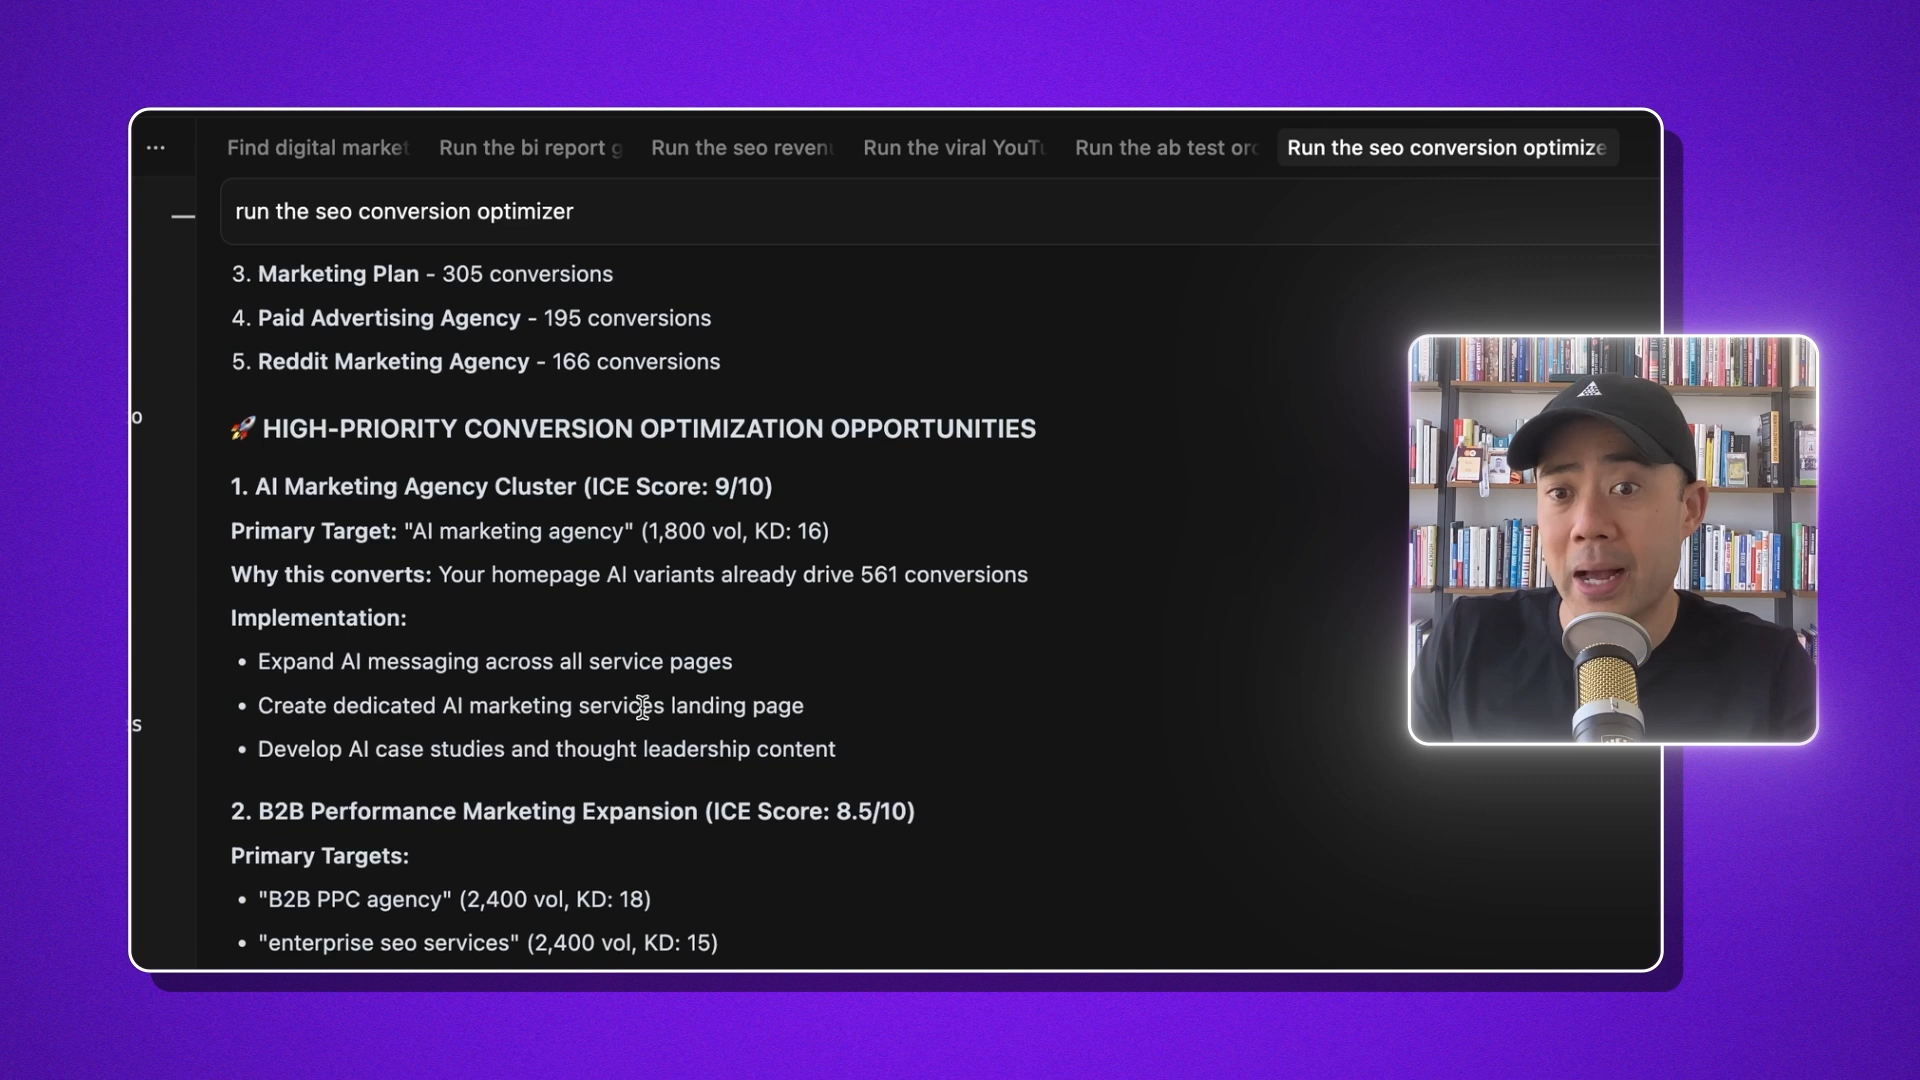 ...
Find digital market
Run the bi report g
Run the seo reven
Run the viral YouT
Run the ab test orc
Run the seo conversion optimize
run the seo conversion optimizer
3. Marketing Plan - 305 conversions
4. Paid Advertising Agency - 195 conversions
5. Reddit Marketing Agency - 166 conversions
o
🚀 HIGH-PRIORITY CONVERSION OPTIMIZATION OPPORTUNITIES
1. AI Marketing Agency Cluster (ICE Score: 9/10)
Primary Target: "AI marketing agency" (1,800 vol, KD: 16)
Why this converts: Your homepage AI variants already drive 561 conversions
Implementation:
• Expand AI messaging across all service pages
• Create dedicated AI marketing services landing page
s
• Develop AI case studies and thought leadership content
2. B2B Performance Marketing Expansion (ICE Score: 8.5/10)
Primary Targets:
• "B2B PPC agency" (2,400 vol, KD: 18)
• "enterprise seo services" (2,400 vol, KD: 15)